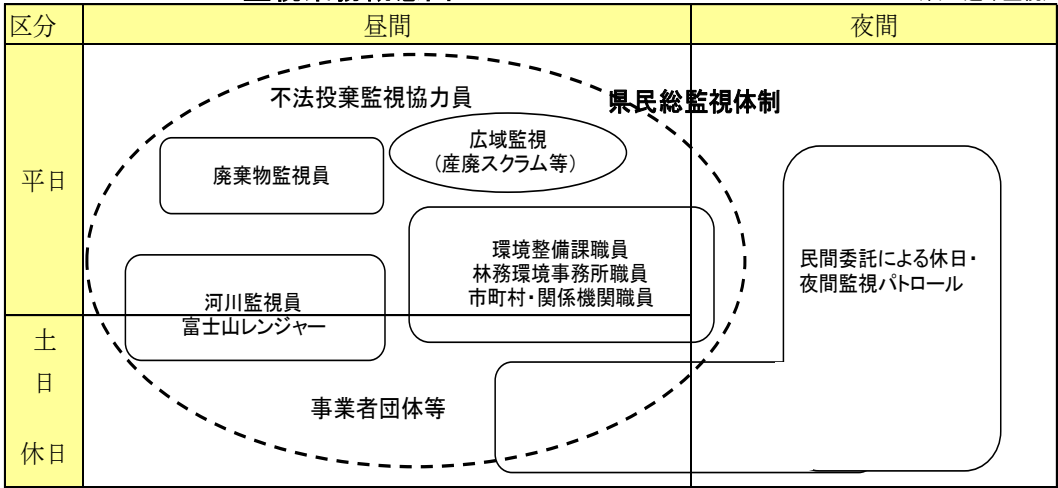 区分
昼間
夜間
平日
不法投棄監視協力員
県民総監視体制
広域監視
（産廃スクラム等）
廃棄物監視員
環境整備課職員
林務環境事務所職員
市町村・関係機関職員
民間委託による休日・
夜間監視パトロール
河川監視員
富士山レンジャー
土
日
休日
事業者団体等